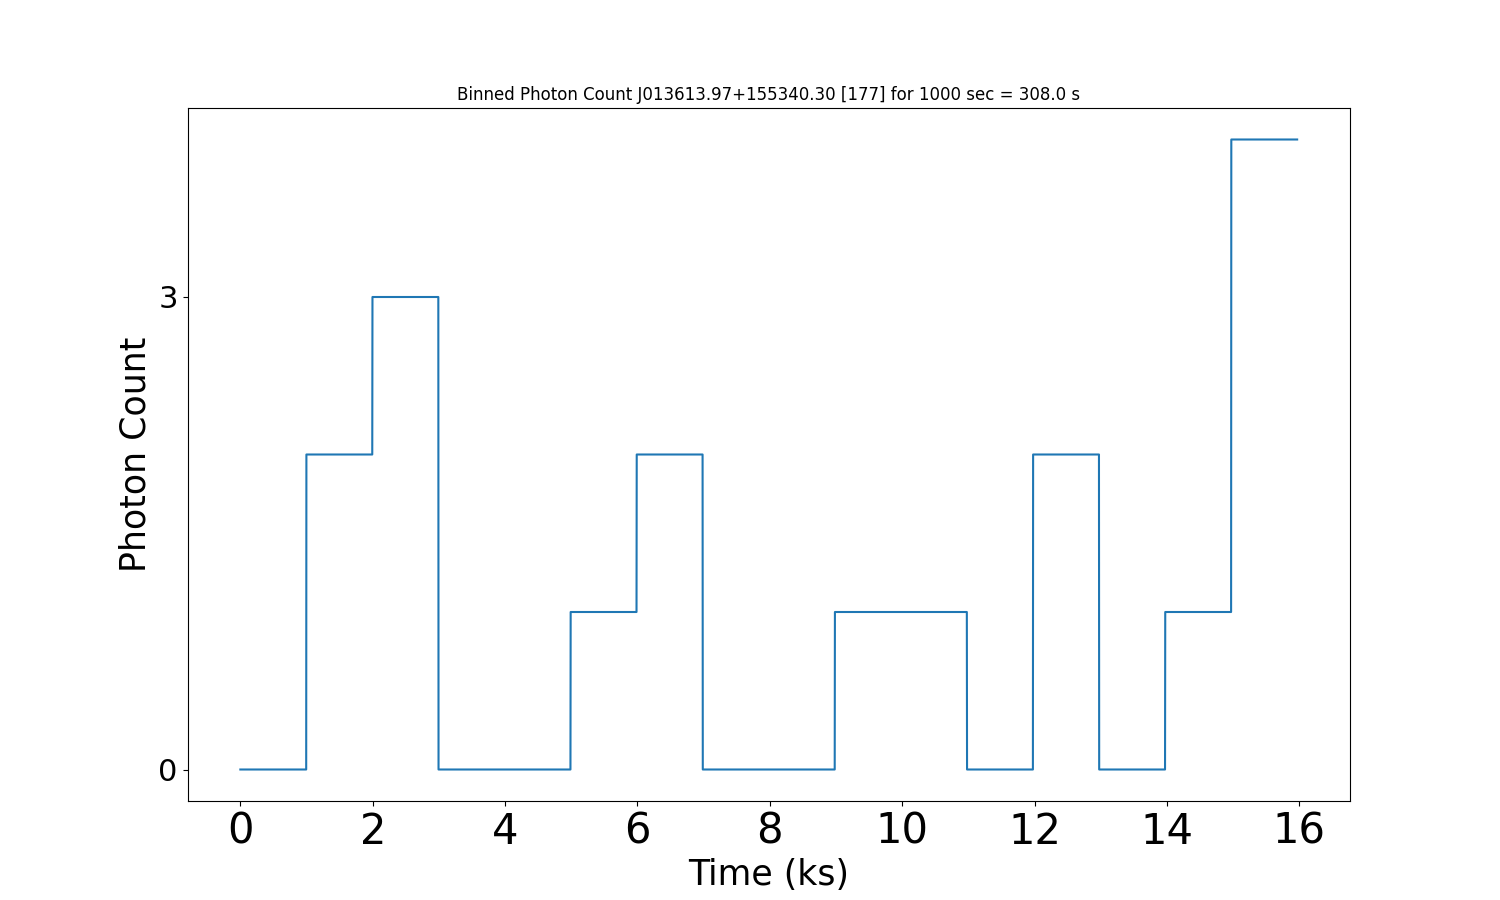 Binned Photon Count J013613.97+155340.30 [177] for 1000 sec = 308.0 s
Photon Count
3
0
0 2 4 6 8 10 12 14 16
Time (ks)